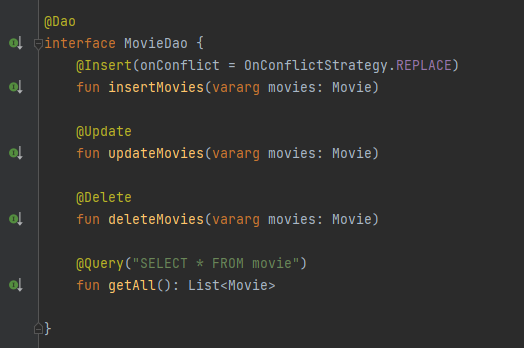 @Dao
interface MovieDao {
    @Insert(onConflict = OnConflictStrategy.REPLACE)
    fun insertMovies(vararg movies: Movie)
    @Update
    fun updateMovies(vararg movies: Movie)
    @Delete
    fun deleteMovies(vararg movies: Movie)
    @Query("SELECT * FROM movie")
    fun getAll(): List<Movie>
}